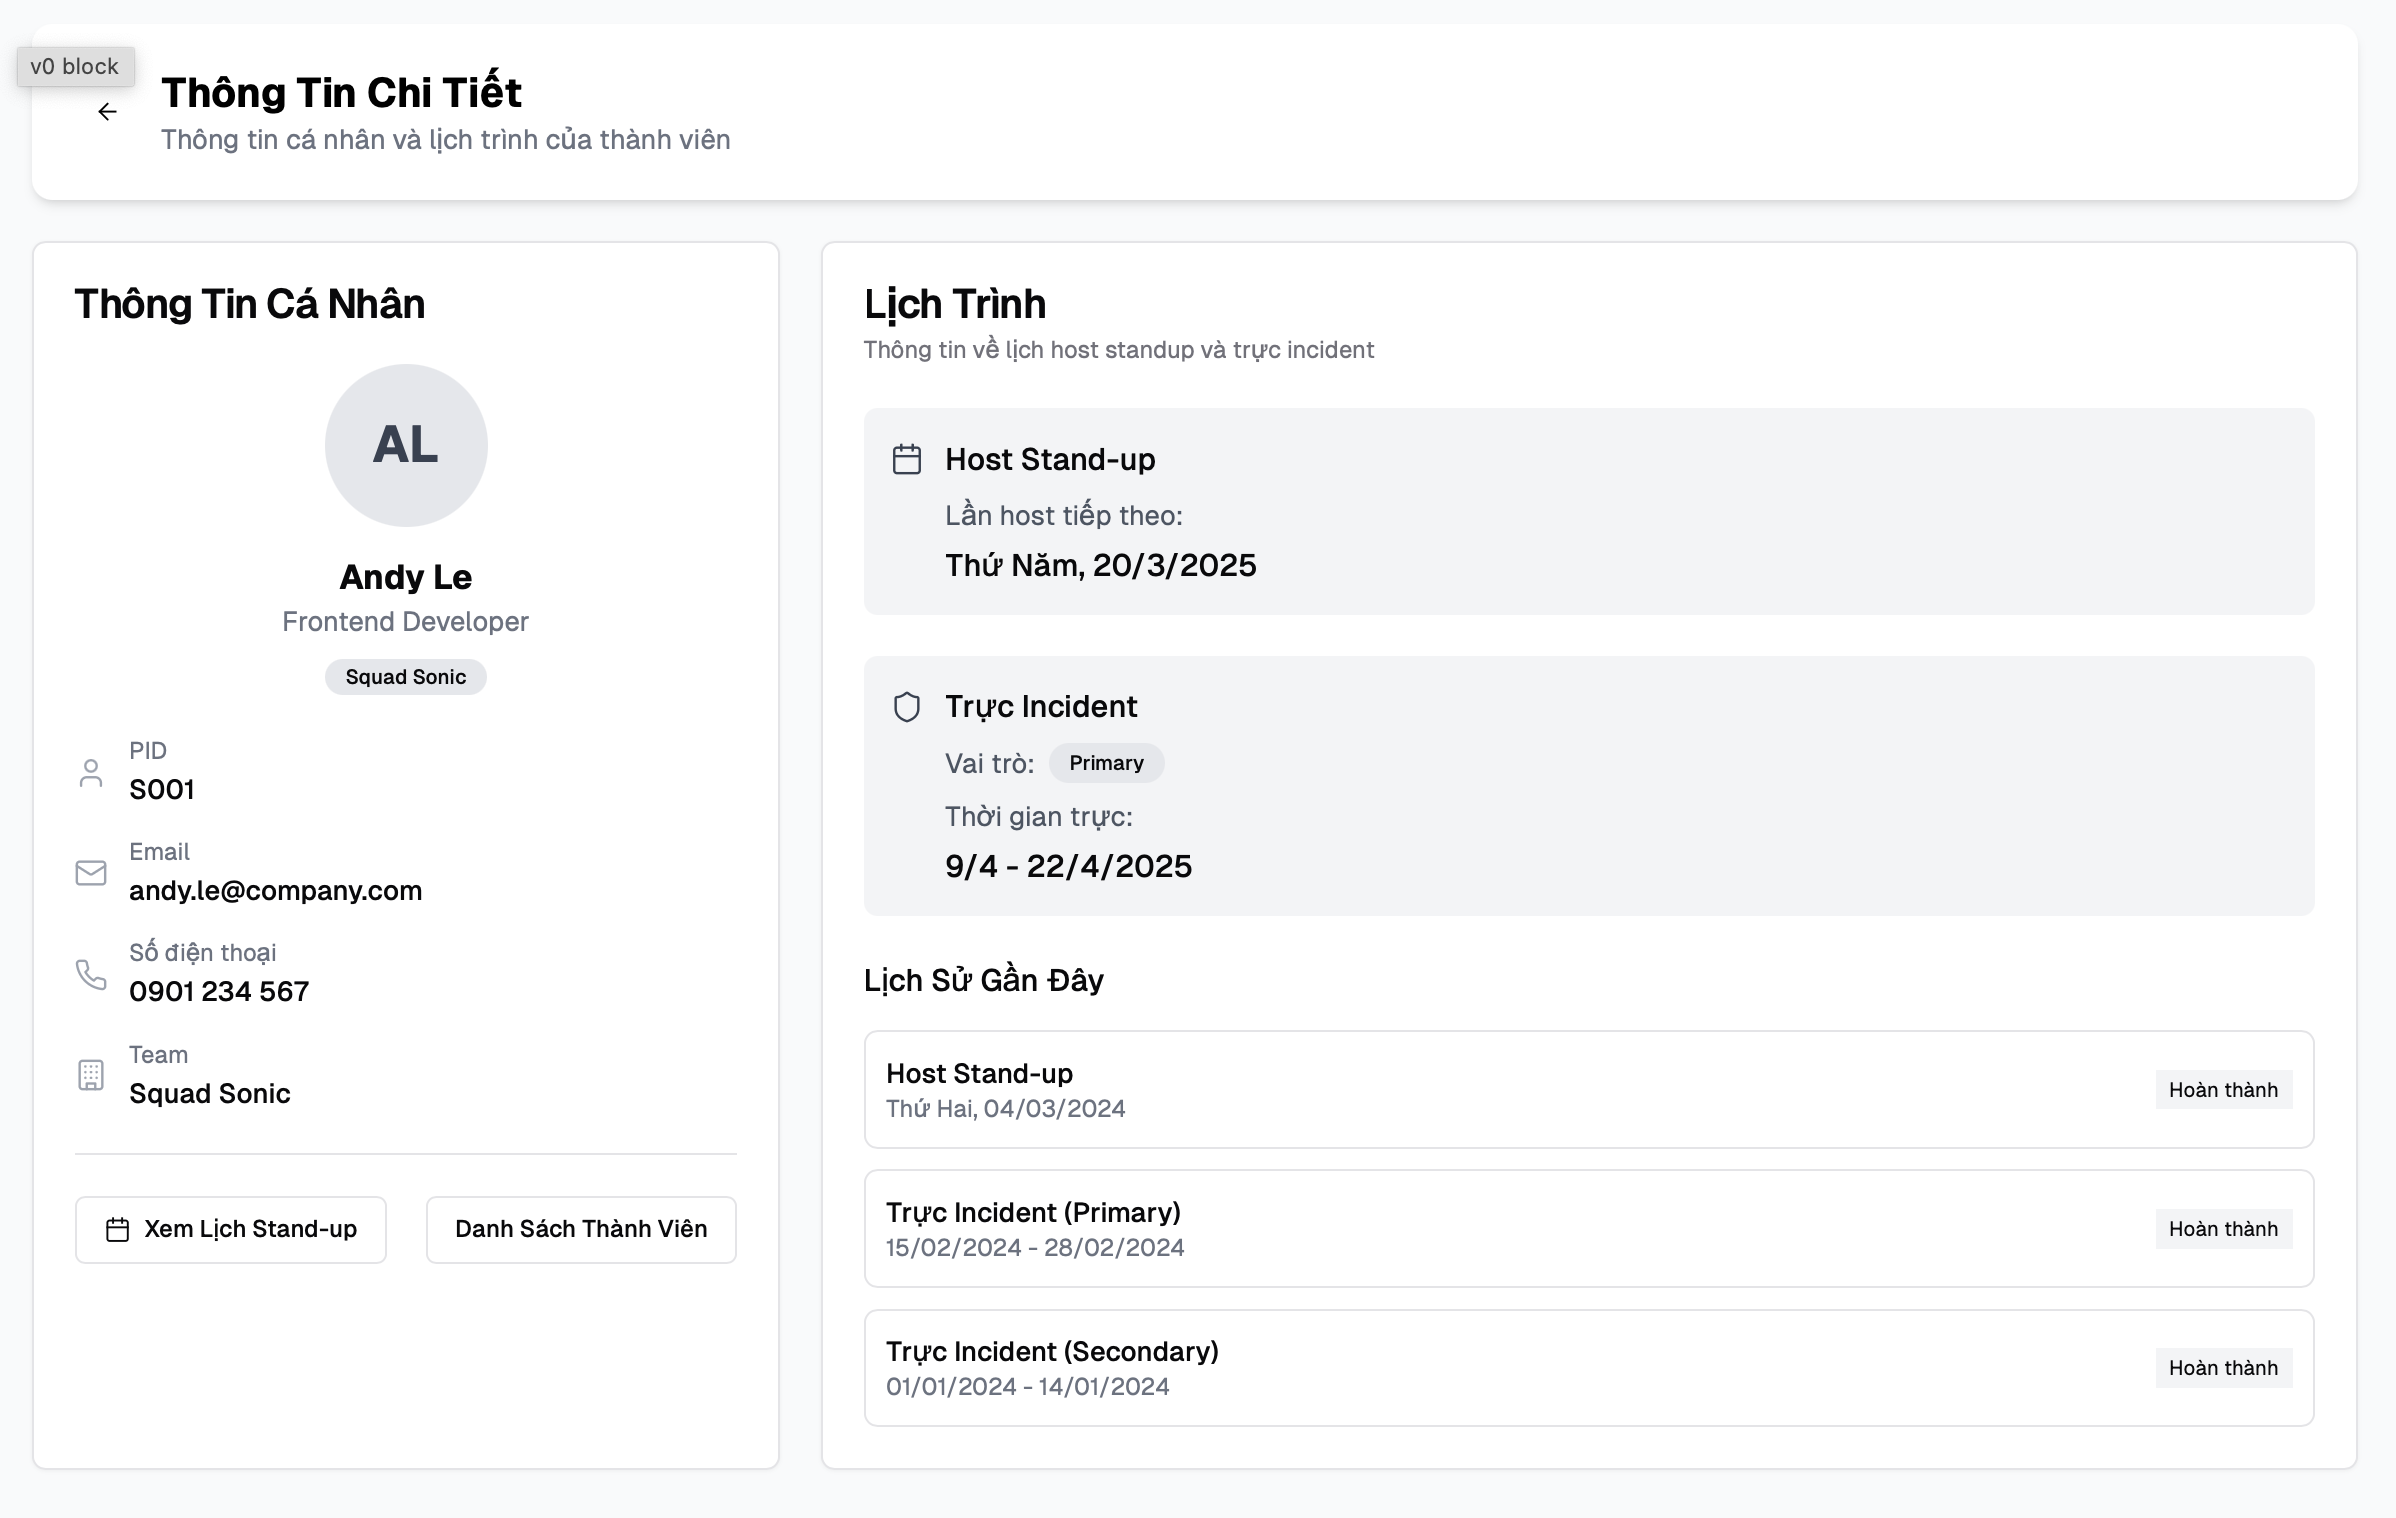 v0 block
Thông Tin Chi Tiết
Thông tin cá nhân và lịch trình của thành viên
Thông Tin Cá Nhân
AL
Andy Le
Frontend Developer
Squad Sonic
PID
S001
Email
andy.le@company.com
Số điện thoại
0901 234 567
Team
Squad Sonic
Xem Lịch Stand-up
Danh Sách Thành Viên
Lịch Trình
Thông tin về lịch host standup và trực incident
Host Stand-up
Lần host tiếp theo:
Thứ Năm, 20/3/2025
Trực Incident
Vai trò: Primary
Thời gian trực:
9/4 - 22/4/2025
Lịch Sử Gần Đây
Host Stand-up
Thứ Hai, 04/03/2024
Hoàn thành
Trực Incident (Primary)
15/02/2024 - 28/02/2024
Hoàn thành
Trực Incident (Secondary)
01/01/2024 - 14/01/2024
Hoàn thành